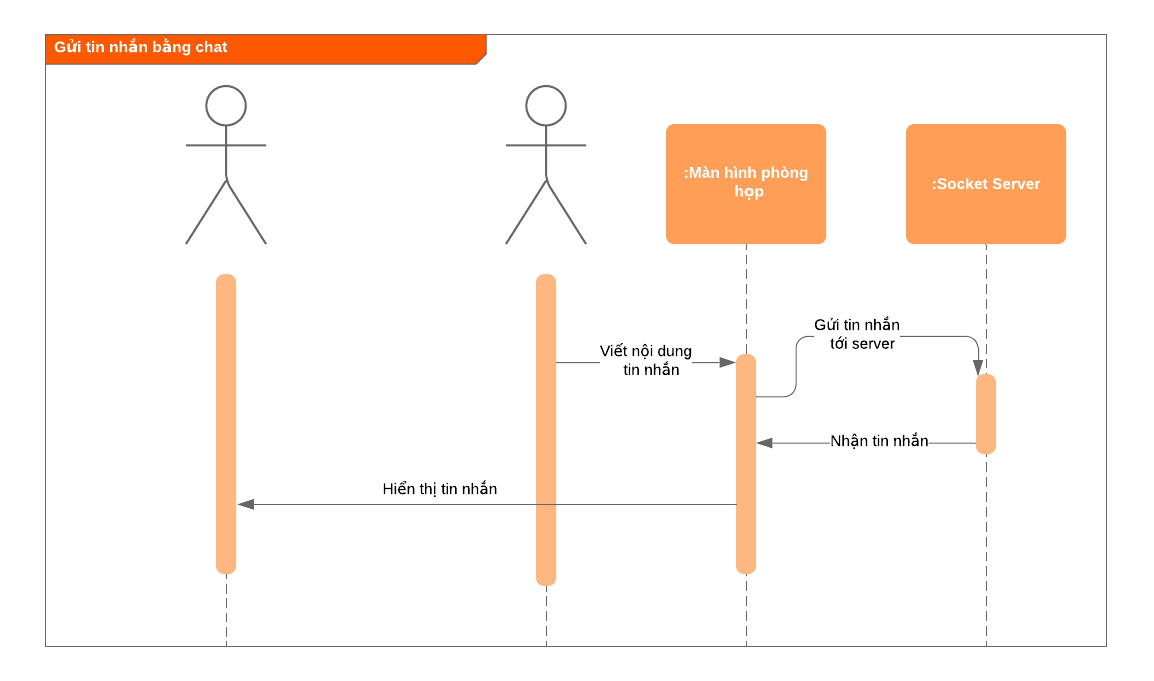 Gửi tin nhắn bằng chat
:Màn hình phòng
họp
:Socket Server
Gửi tin nhắn
tới server
Viết nội dung
tin nhắn
Nhận tin nhắn
Hiển thị tin nhắn